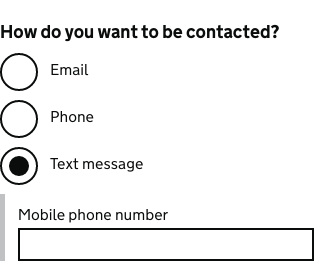 How do you want to be contacted?
Email
Phone
Text message
Mobile phone number